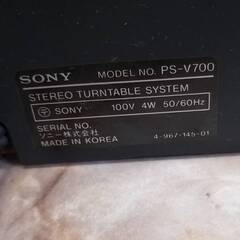 SONY MODEL NO. PS-V700
STEREO TURNTABLE SYSTEM
〒 SONY 100V 4W 50/60Hz
SERIAL NO.
ソニー株式会社
MADE IN KOREA 4-967-145-01